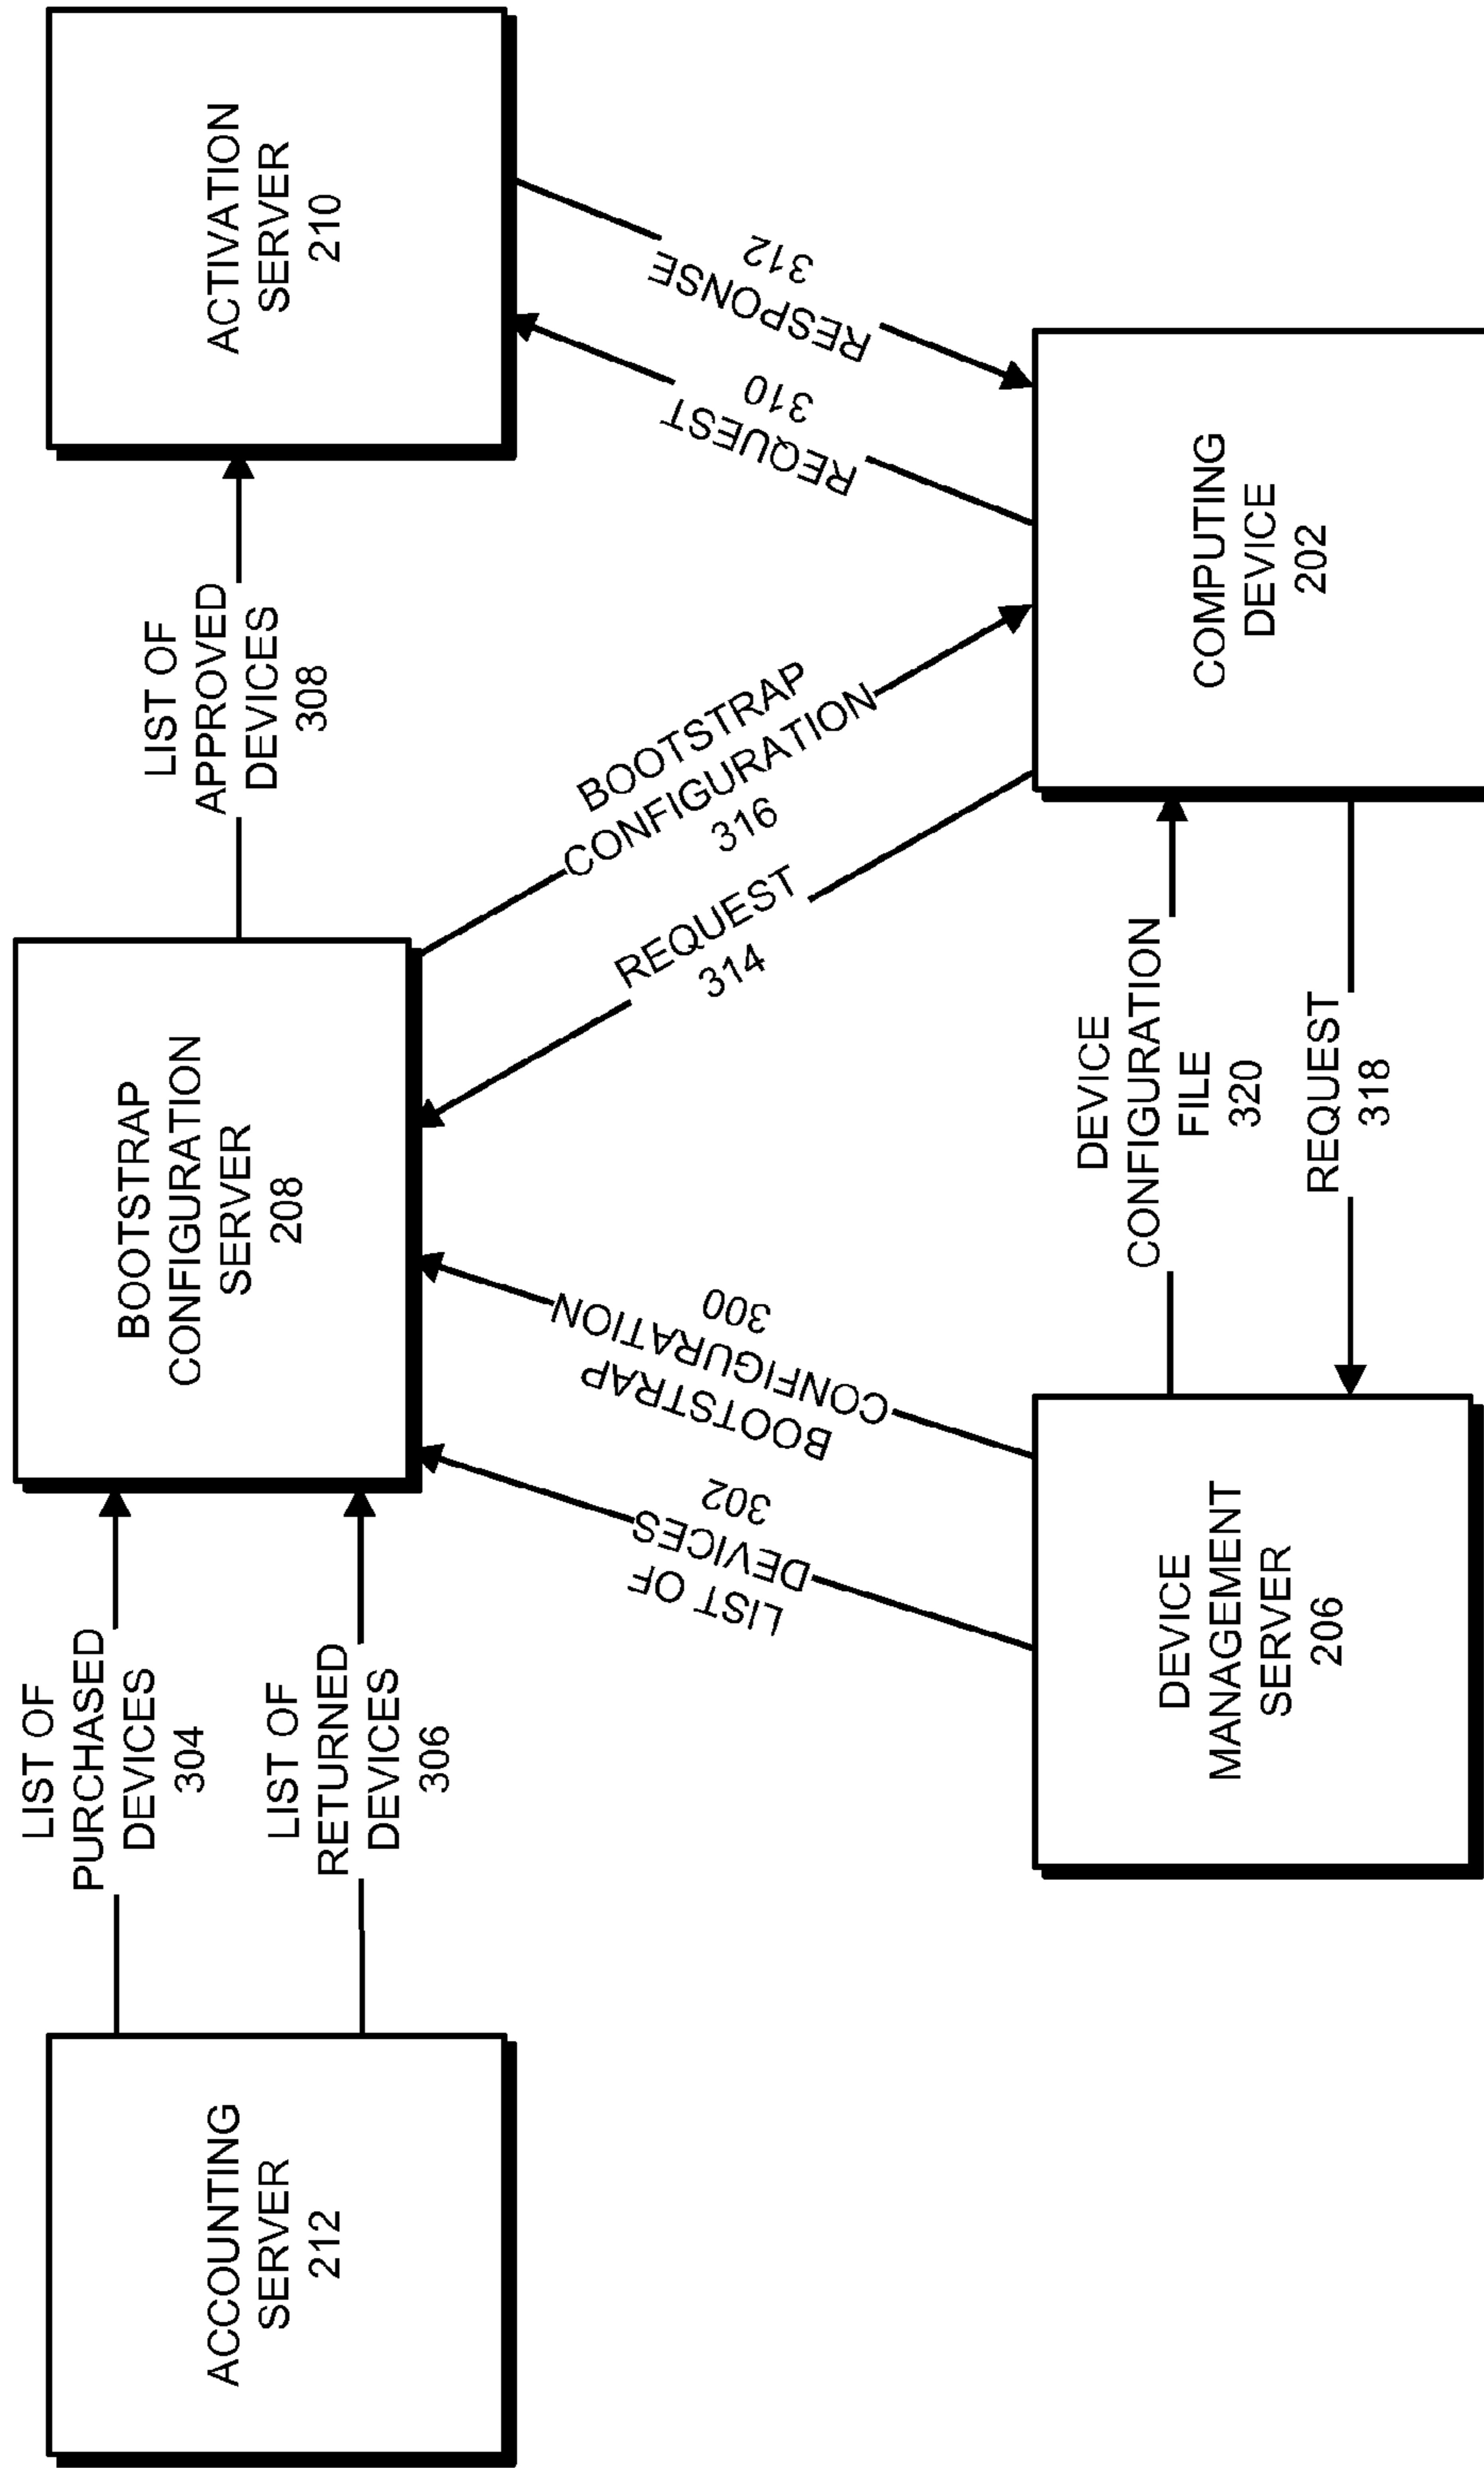 ACCOUNTING
SERVER
212
LIST OF
PURCHASED
DEVICES
304
LIST OF
RETURNED
DEVICES
306
BOOTSTRAP
CONFIGURATION
SERVER
208
LIST OF
APPROVED
DEVICES
308
ACTIVATION
SERVER
210
LIST OF
DEVICES
302
BOOTSTRAP
CONFIGURATION
300
REQUEST
314
BOOTSTRAP
CONFIGURATION
316
REQUEST
310
RESPONSE
312
DEVICE
MANAGEMENT
SERVER
206
DEVICE
CONFIGURATION
FILE
320
REQUEST
318
COMPUTING
DEVICE
202